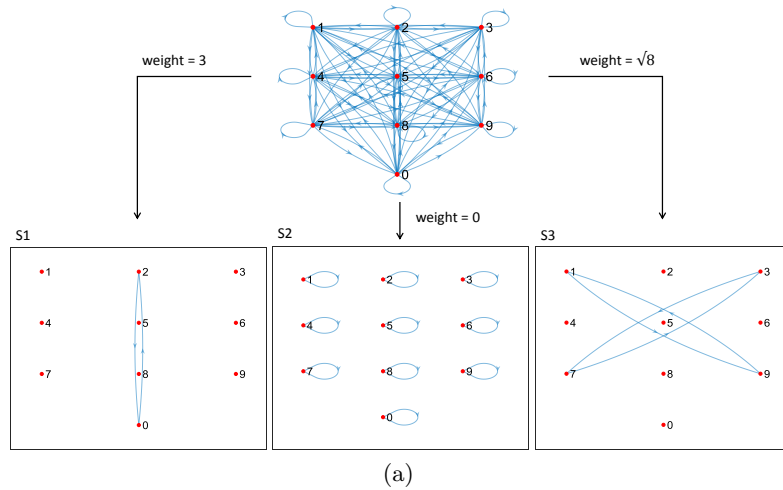 1 2 3
weight = 3
weight = √8
4 5 6
7 8 9
0
weight = 0
S1
S2
S3
1 2 3
4 5 6
7 8 9
0
1 2 3
4 5 6
7 8 9
0
1 2 3
4 5 6
7 8 9
0
(a)